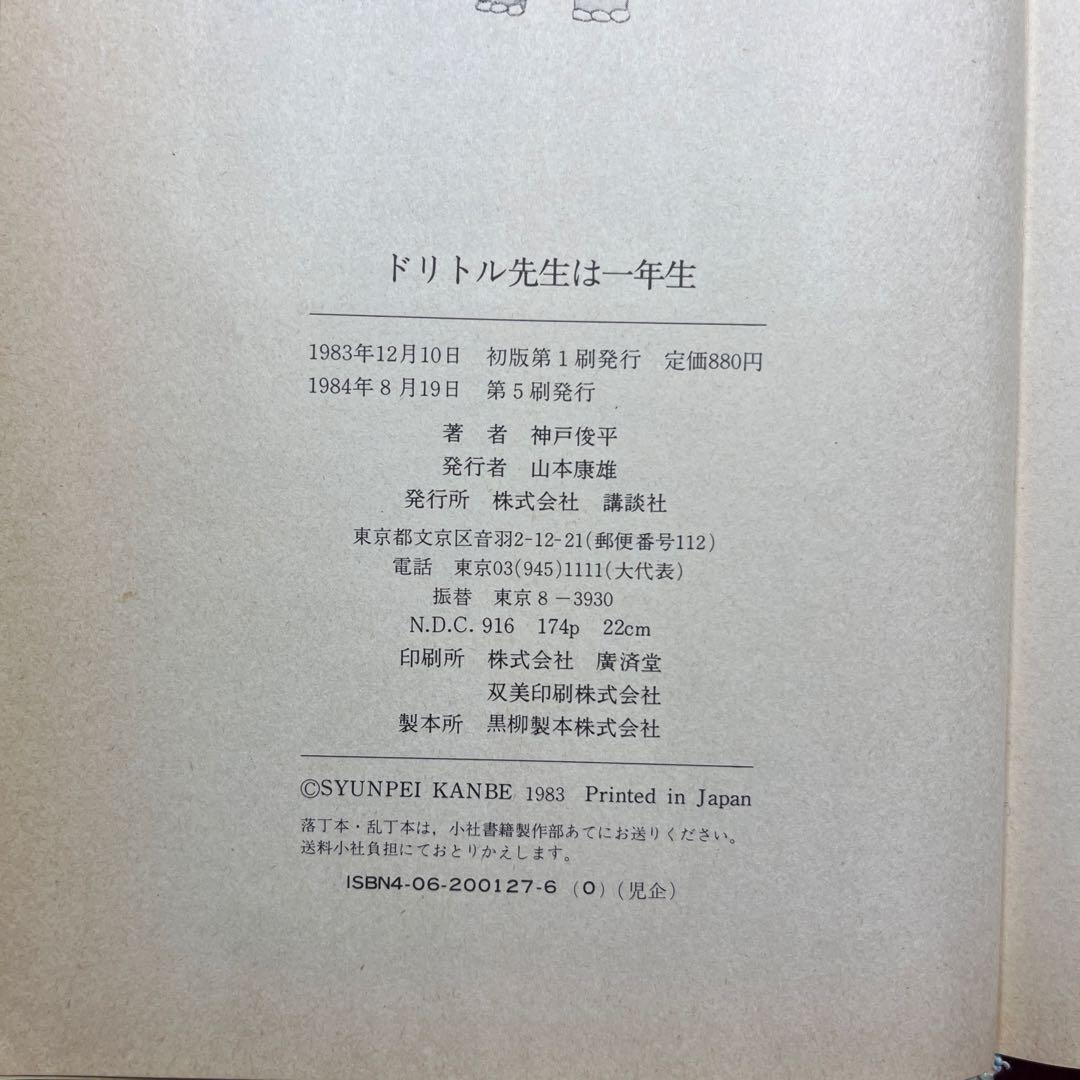 ドリトル先生は一年生
1983年12月10日　初版第1刷発行　定価880円
1984年8月19日　第5刷発行
著　者　神戸俊平
発行者　山本康雄
発行所　株式会社　講談社
東京都文京区音羽2-12-21(郵便番号112)
電話　東京03(945)1111(大代表)
振替　東京8－3930
N.D.C. 916　174p　22cm
印刷所　株式会社　廣済堂
双美印刷株式会社
製本所　黒柳製本株式会社
©SYUNPEI KANBE 1983 Printed in Japan
落丁本・乱丁本は，小社書籍製作部あてにお送りください。
送料小社負担にておとりかえします。
ISBN4-06-200127-6 (0) (児企)